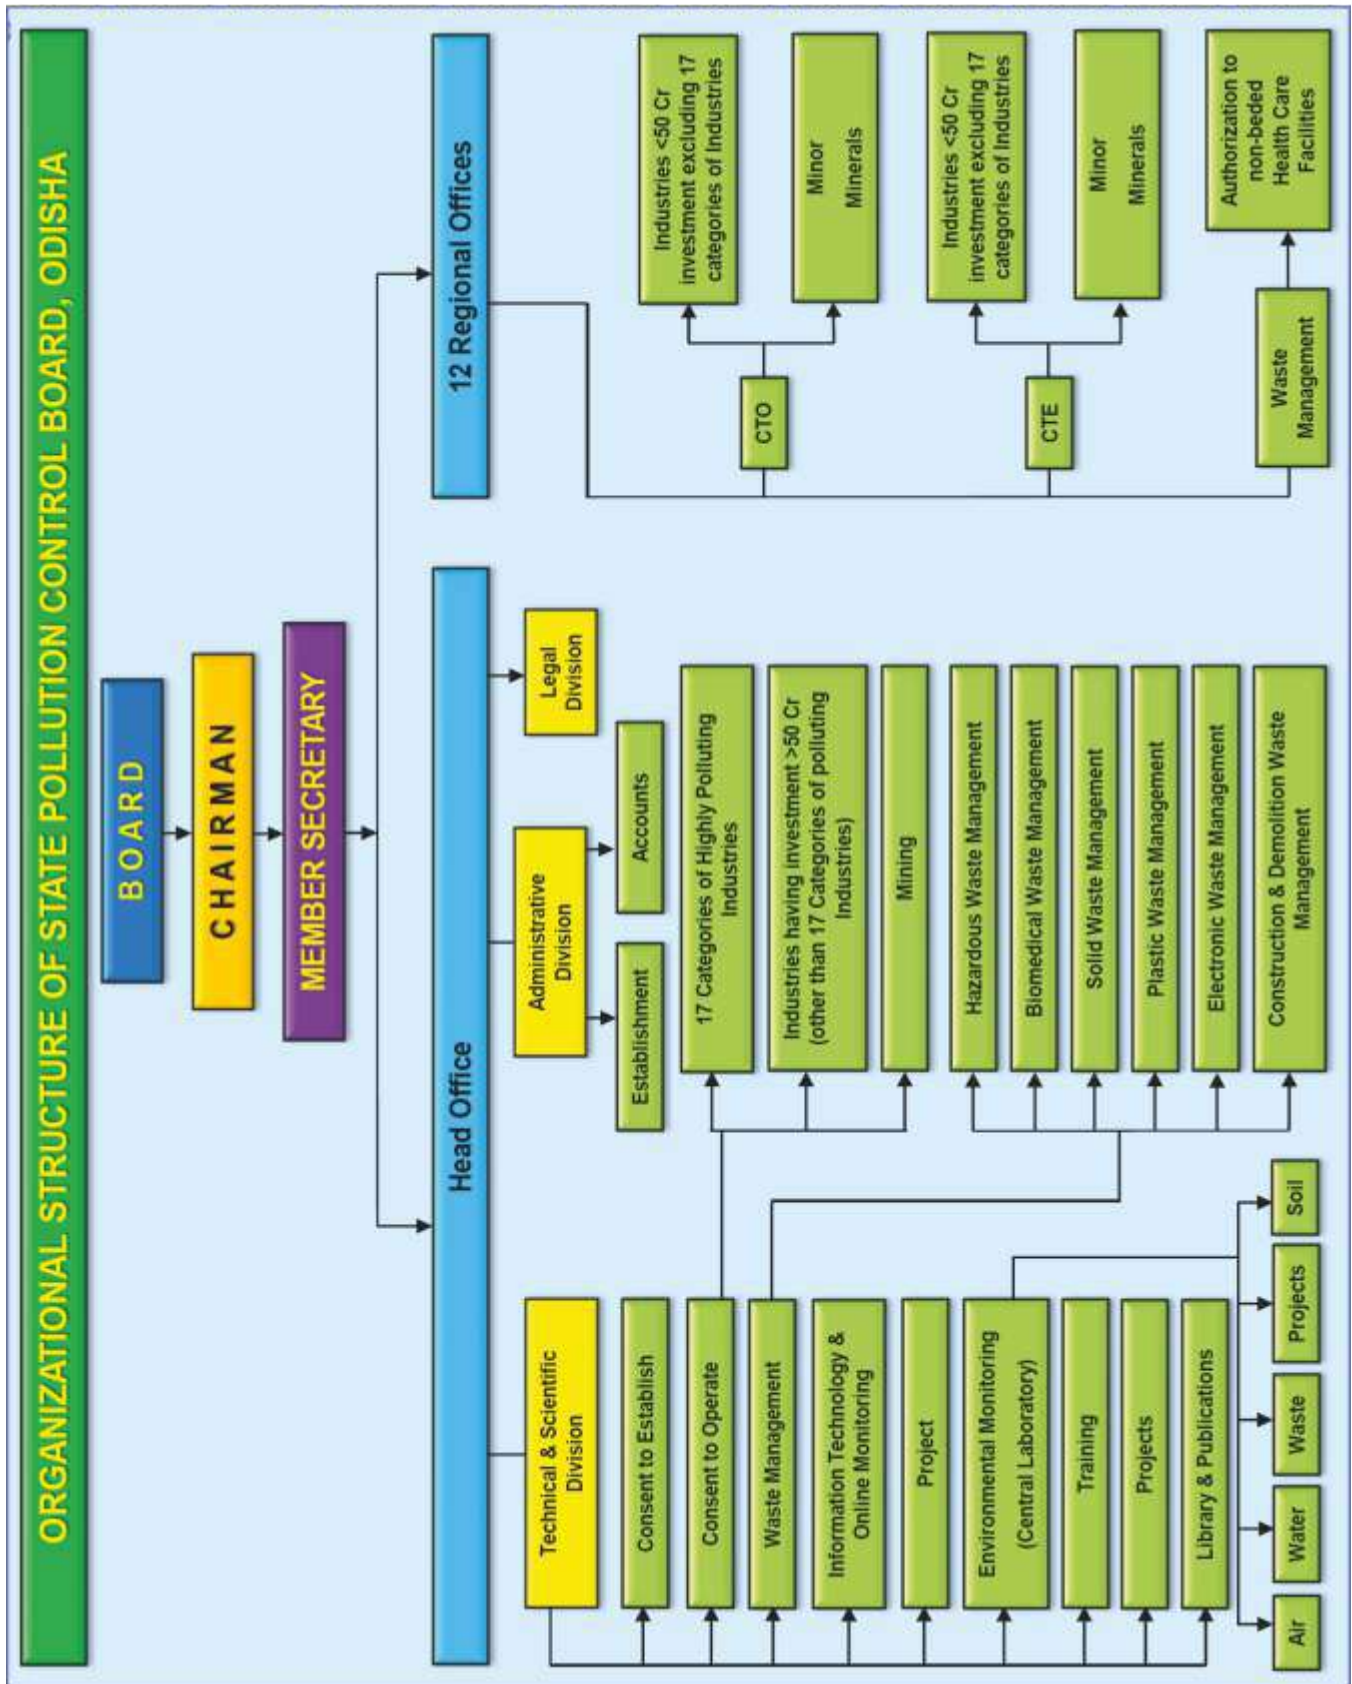 ORGANIZATIONAL STRUCTURE OF STATE POLLUTION CONTROL BOARD, ODISHA
BOARD
CHAIRMAN
MEMBER SECRETARY
Head Office
12 Regional Offices
Technical & Scientific
Division
Administrative
Division
Legal
Division
Consent to Establish
Consent to Operate
Waste Management
Information Technology &
Online Monitoring
Project
Environmental Monitoring
(Central Laboratory)
Training
Projects
Library & Publications
Air
Water
Waste
Projects
Soil
Establishment
Accounts
17 Categories of Highly Polluting
Industries
Industries having investment >50 Cr
(other than 17 Categories of polluting
Industries)
Mining
Hazardous Waste Management
Biomedical Waste Management
Solid Waste Management
Plastic Waste Management
Electronic Waste Management
Construction & Demolition Waste
Management
CTO
Industries <50 Cr
investment excluding 17
categories of Industries
Minor
Minerals
CTE
Industries <50 Cr
investment excluding 17
categories of Industries
Minor
Minerals
Waste
Management
Authorization to
non-beded
Health Care
Facilities